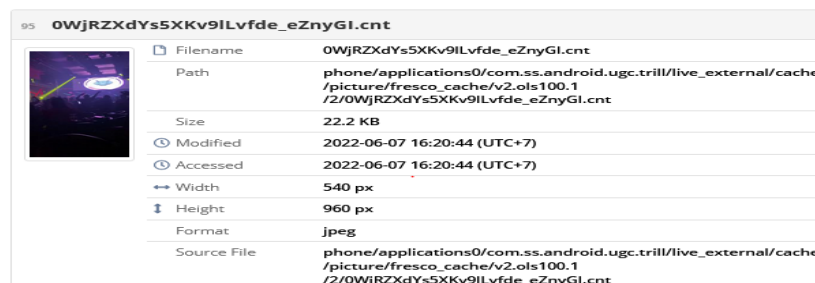 95 0WjRZXdYs5XKv9lLvfde_eZnyGI.cnt
Filename 0WjRZXdYs5XKv9lLvfde_eZnyGI.cnt
Path phone/applications0/com.ss.android.ugc.trill/live_external/cache
/picture/fresco_cache/v2.ols100.1
/2/0WjRZXdYs5XKv9lLvfde_eZnyGI.cnt
Size 22.2 KB
Modified 2022-06-07 16:20:44 (UTC+7)
Accessed 2022-06-07 16:20:44 (UTC+7)
Width 540 px
Height 960 px
Format jpeg
Source File phone/applications0/com.ss.android.ugc.trill/live_external/cache
/picture/fresco_cache/v2.ols100.1
/2/0WjRZXdYs5XKv9lLvfde_eZnyGI.cnt